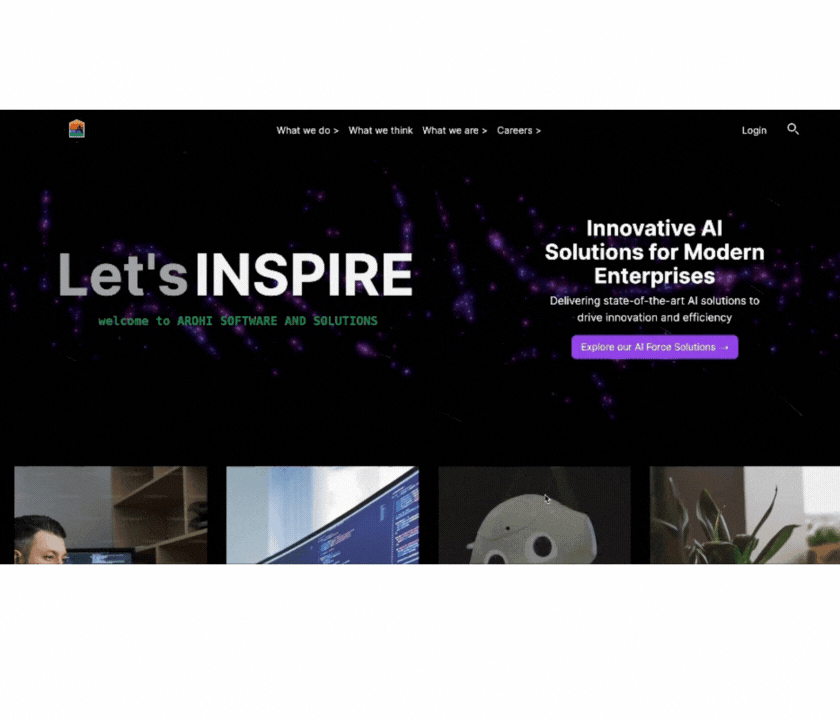 What we do > What we think What we are > Careers > Login
Let's INSPIRE
welcome to AROHI SOFTWARE AND SOLUTIONS
Innovative AI
Solutions for Modern
Enterprises
Delivering state-of-the-art AI solutions to
drive innovation and efficiency
Explore our AI Force Solutions →